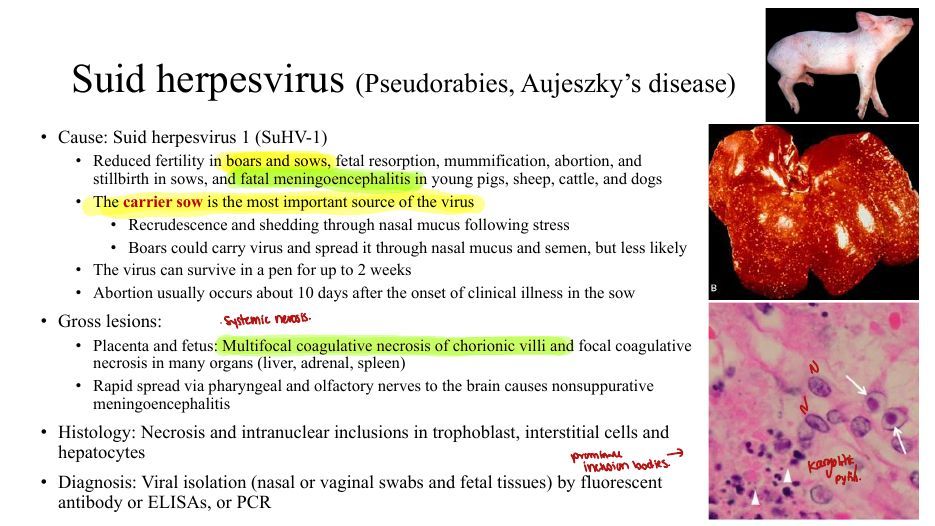 Suid herpesvirus (Pseudorabies, Aujeszky's disease)
• Cause: Suid herpesvirus 1 (SuHV-1)
• Reduced fertility in boars and sows, fetal resorption, mummification, abortion, and
stillbirth in sows, and fatal meningoencephalitis in young pigs, sheep, cattle, and dogs
• The carrier sow is the most important source of the virus
• Recrudescence and shedding through nasal mucus following stress
• Boars could carry virus and spread it through nasal mucus and semen, but less likely
• The virus can survive in a pen for up to 2 weeks
• Abortion usually occurs about 10 days after the onset of clinical illness in the sow
• Gross lesions:
. Systemic necrosis.
• Placenta and fetus: Multifocal coagulative necrosis of chorionic villi and focal coagulative
necrosis in many organs (liver, adrenal, spleen)
• Rapid spread via pharyngeal and olfactory nerves to the brain causes nonsuppurative
meningoencephalitis
• Histology: Necrosis and intranuclear inclusions in trophoblast, interstitial cells and
hepatocytes
inclusion bodies. →
• Diagnosis: Viral isolation (nasal or vaginal swabs and fetal tissues) by fluorescent
antibody or ELISAs, or PCR
B
N
N